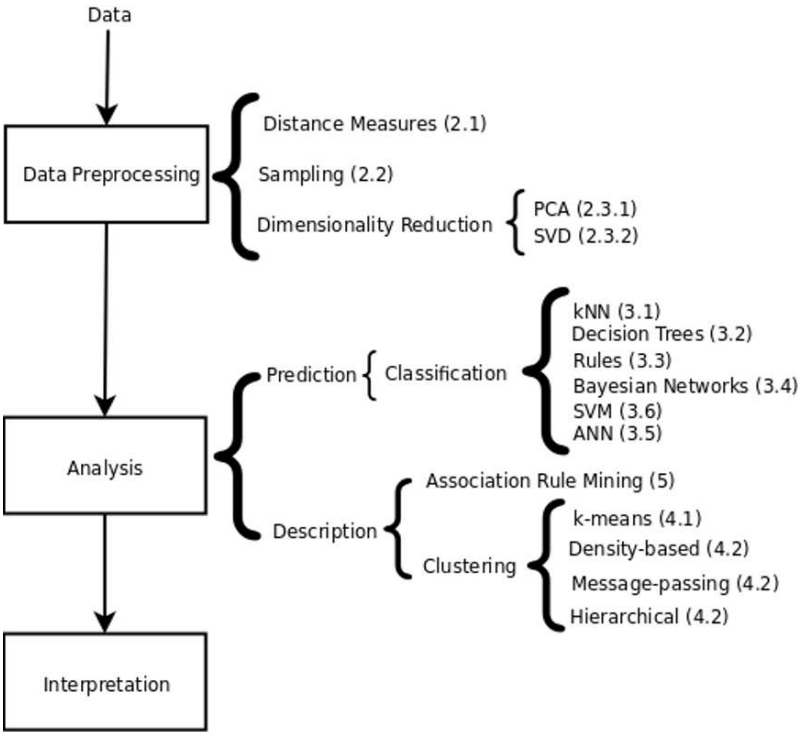 Data
Data Preprocessing
Distance Measures (2.1)
Sampling (2.2)
Dimensionality Reduction
PCA (2.3.1)
SVD (2.3.2)
Analysis
Prediction
Classification
kNN (3.1)
Decision Trees (3.2)
Rules (3.3)
Bayesian Networks (3.4)
SVM (3.6)
ANN (3.5)
Description
Association Rule Mining (5)
Clustering
k-means (4.1)
Density-based (4.2)
Message-passing (4.2)
Hierarchical (4.2)
Interpretation